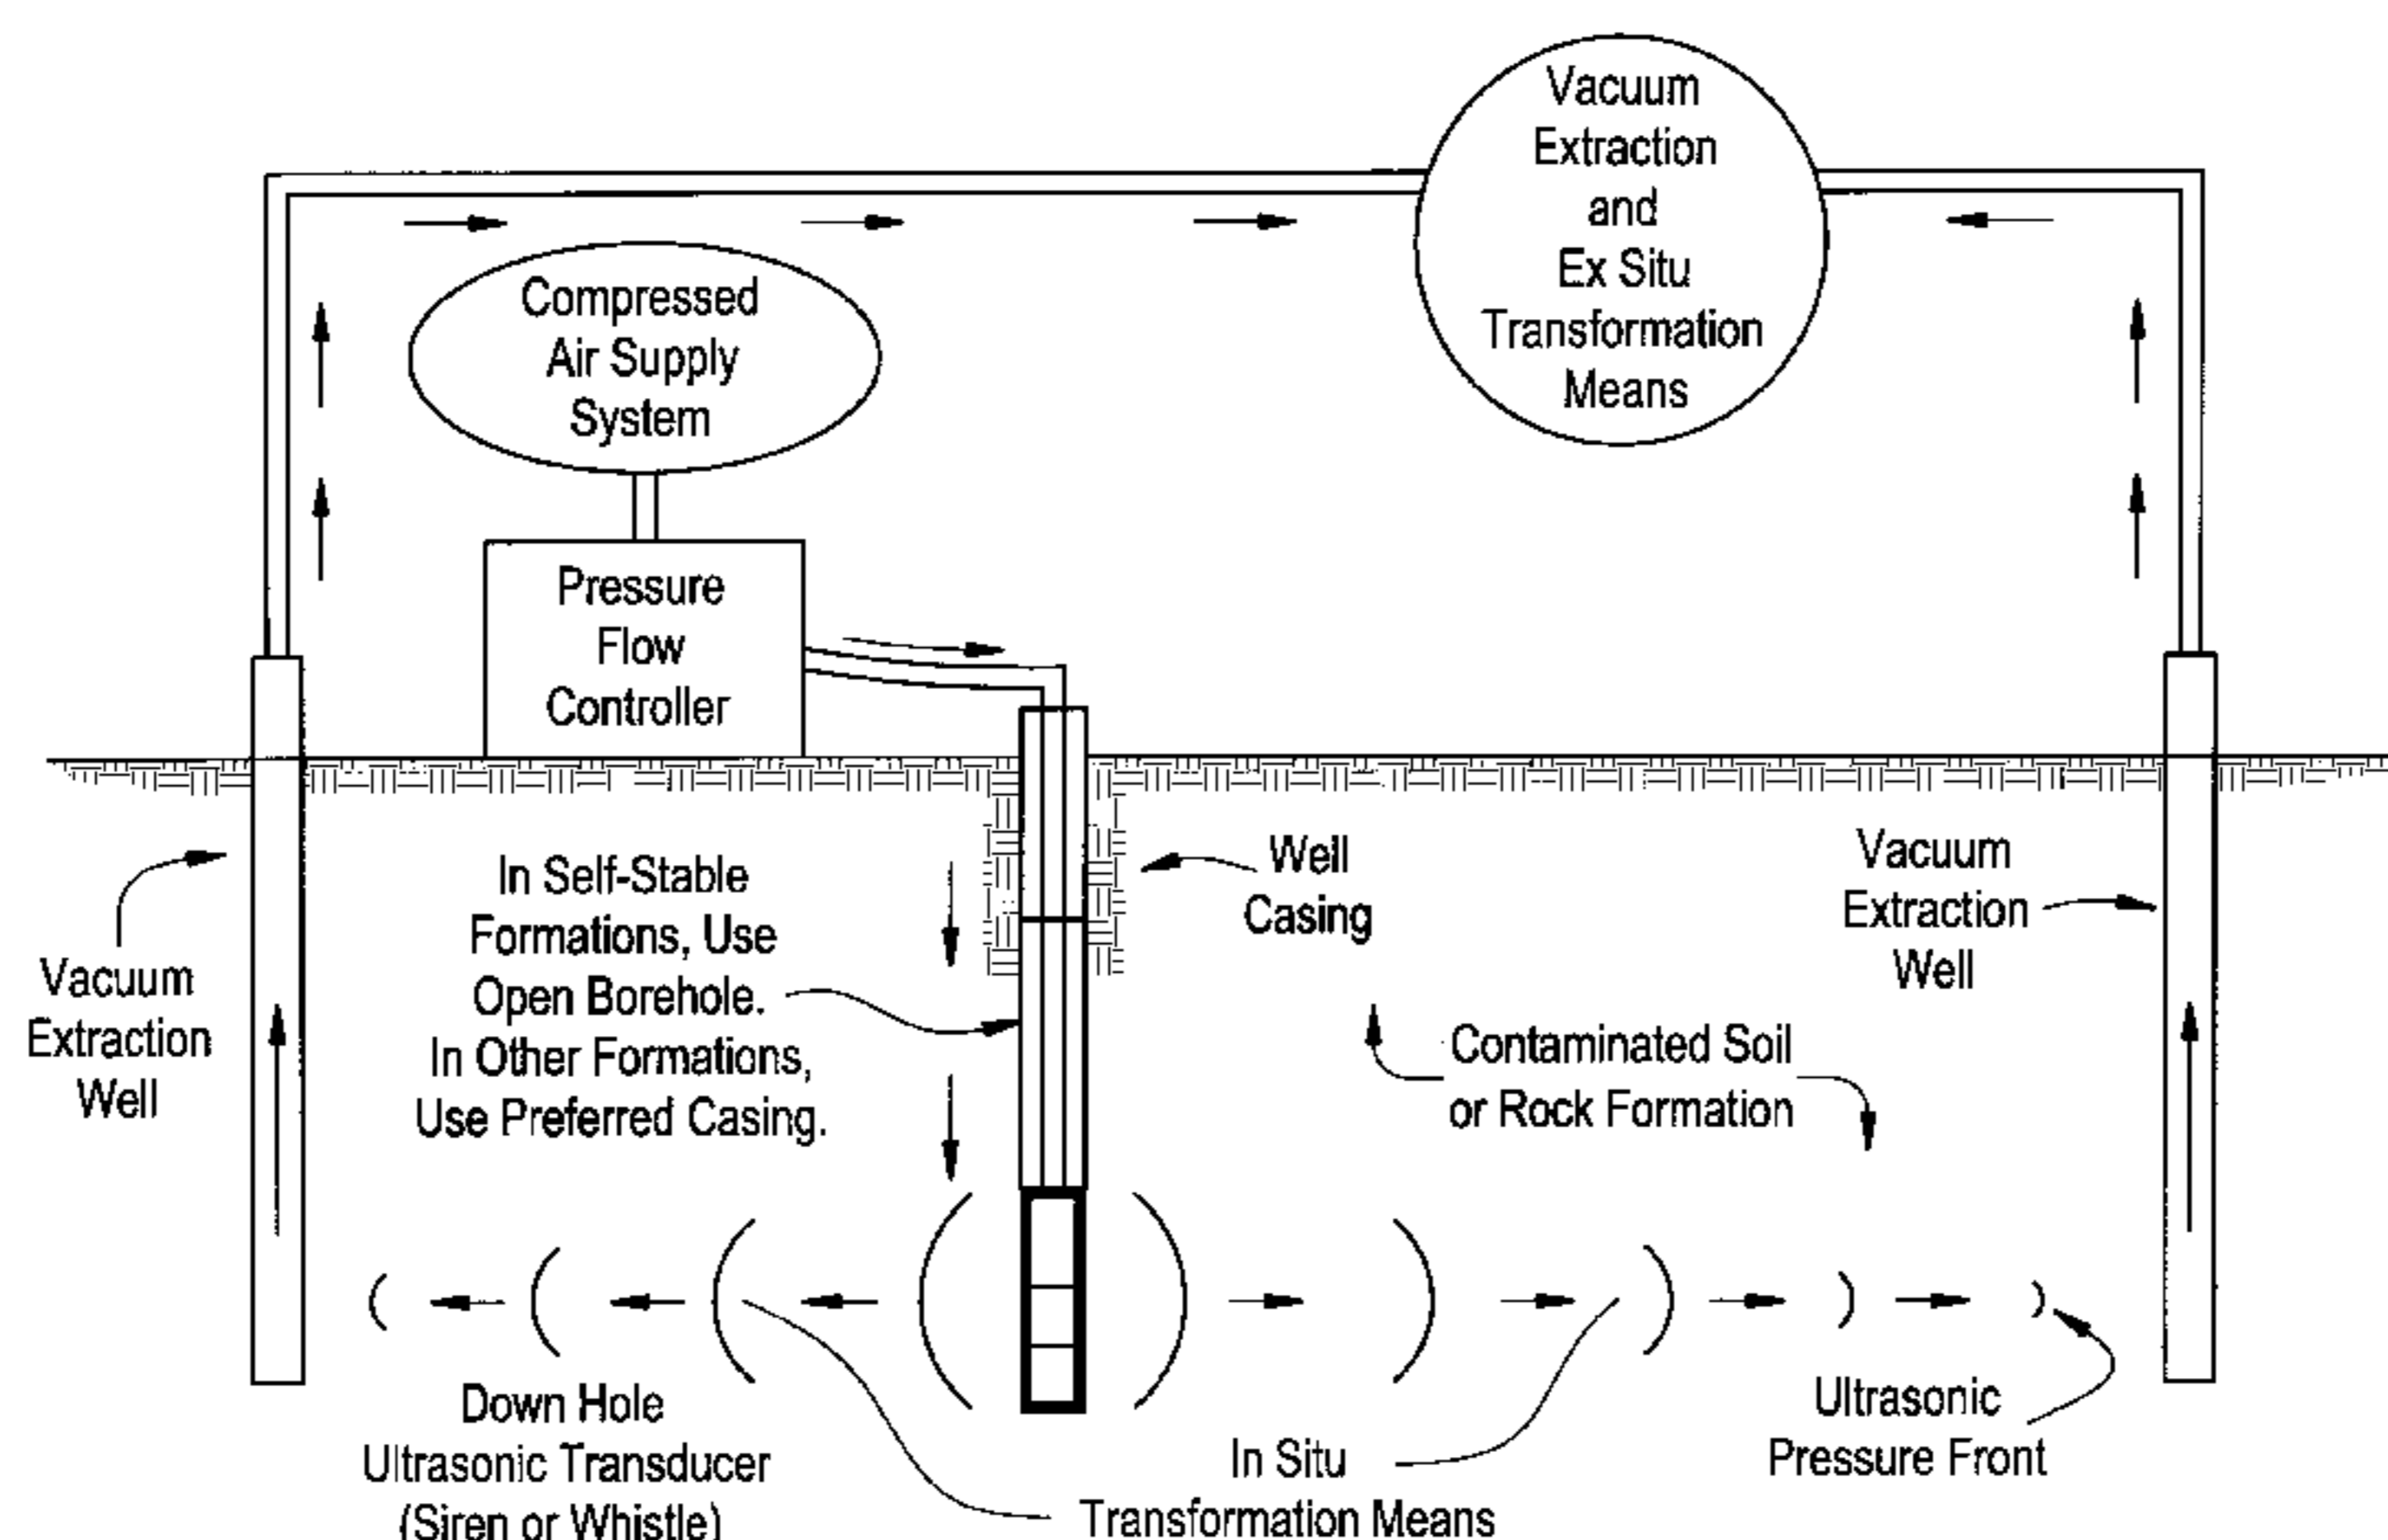 Vacuum
Extraction
and
Ex Situ
Transformation
Means
Compressed
Air Supply
System
Pressure
Flow
Controller
Vacuum
Extraction
Well
In Self-Stable
Formations, Use
Open Borehole.
In Other Formations,
Use Preferred Casing.
Well
Casing
Vacuum
Extraction
Well
Contaminated Soil
or Rock Formation
Down Hole
Ultrasonic Transducer
(Siren or Whistle)
In Situ
Transformation Means
Ultrasonic
Pressure Front